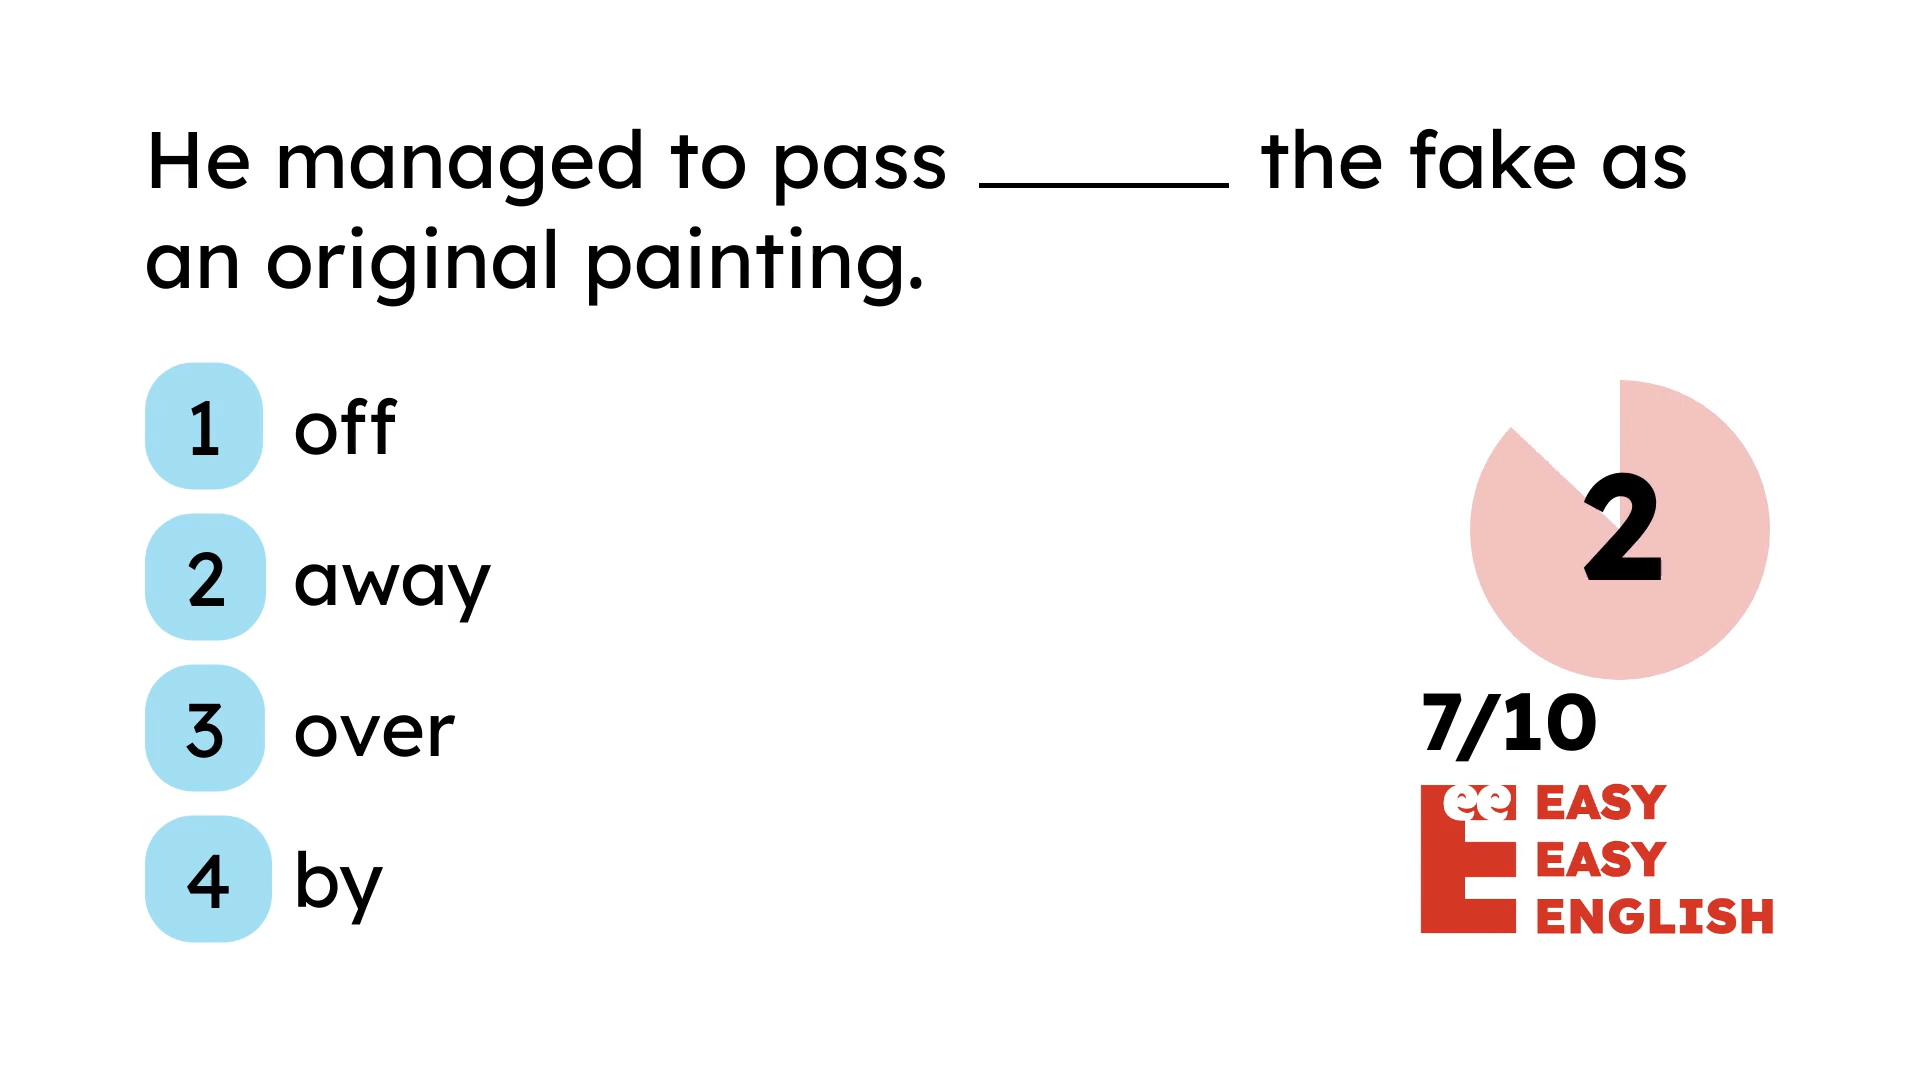 He managed to pass ______ the fake as
an original painting.
1 off
2 away
3 over
4 by
2
7/10
ee EASY
EASY
ENGLISH